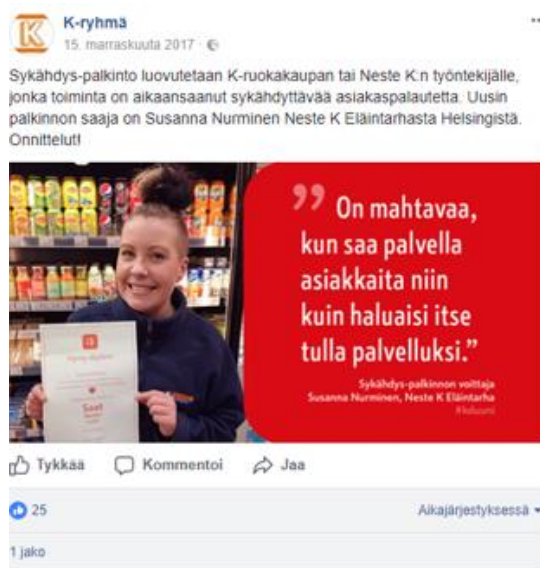 K-ryhmä
15. marraskuuta 2017
Sykähdys-palkinto luovutetaan K-ruokakaupan tai Neste K:n työntekijälle,
jonka toiminta on aikaansaanut sykähdyttävää asiakaspalautetta. Uusin
palkinnon saaja on Susanna Nurminen Neste K Eläintarhasta Helsingistä.
Onnittelut!
” On mahtavaa,
kun saa palvella
asiakkaita niin
kuin haluaisi itse
tulla palvelluksi.”
Sykähdys-palkinnon voittaja
Susanna Nurminen, Neste K Eläintarha
Saat
Tykkää
Kommentoi
Jaa
25
Aikajärjestyksessä
1 jako